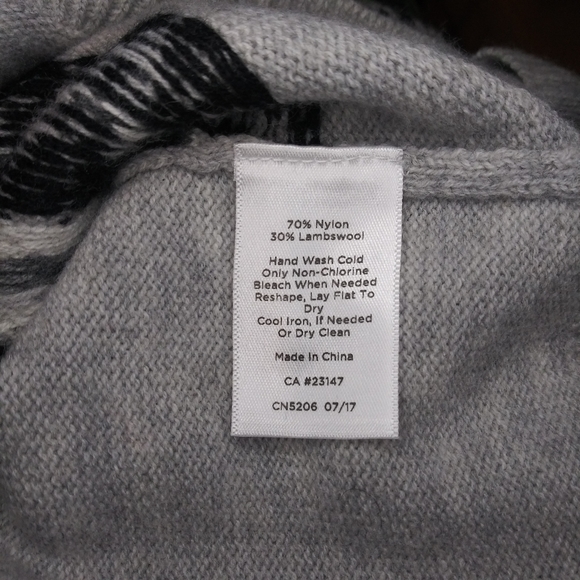 70% Nylon
30% Lambswool
Hand Wash Cold
Only Non-Chlorine
Bleach When Needed
Reshape, Lay Flat To
Dry
Cool Iron, If Needed
Or Dry Clean
Made in China
CA #23147
CN5206 07/17